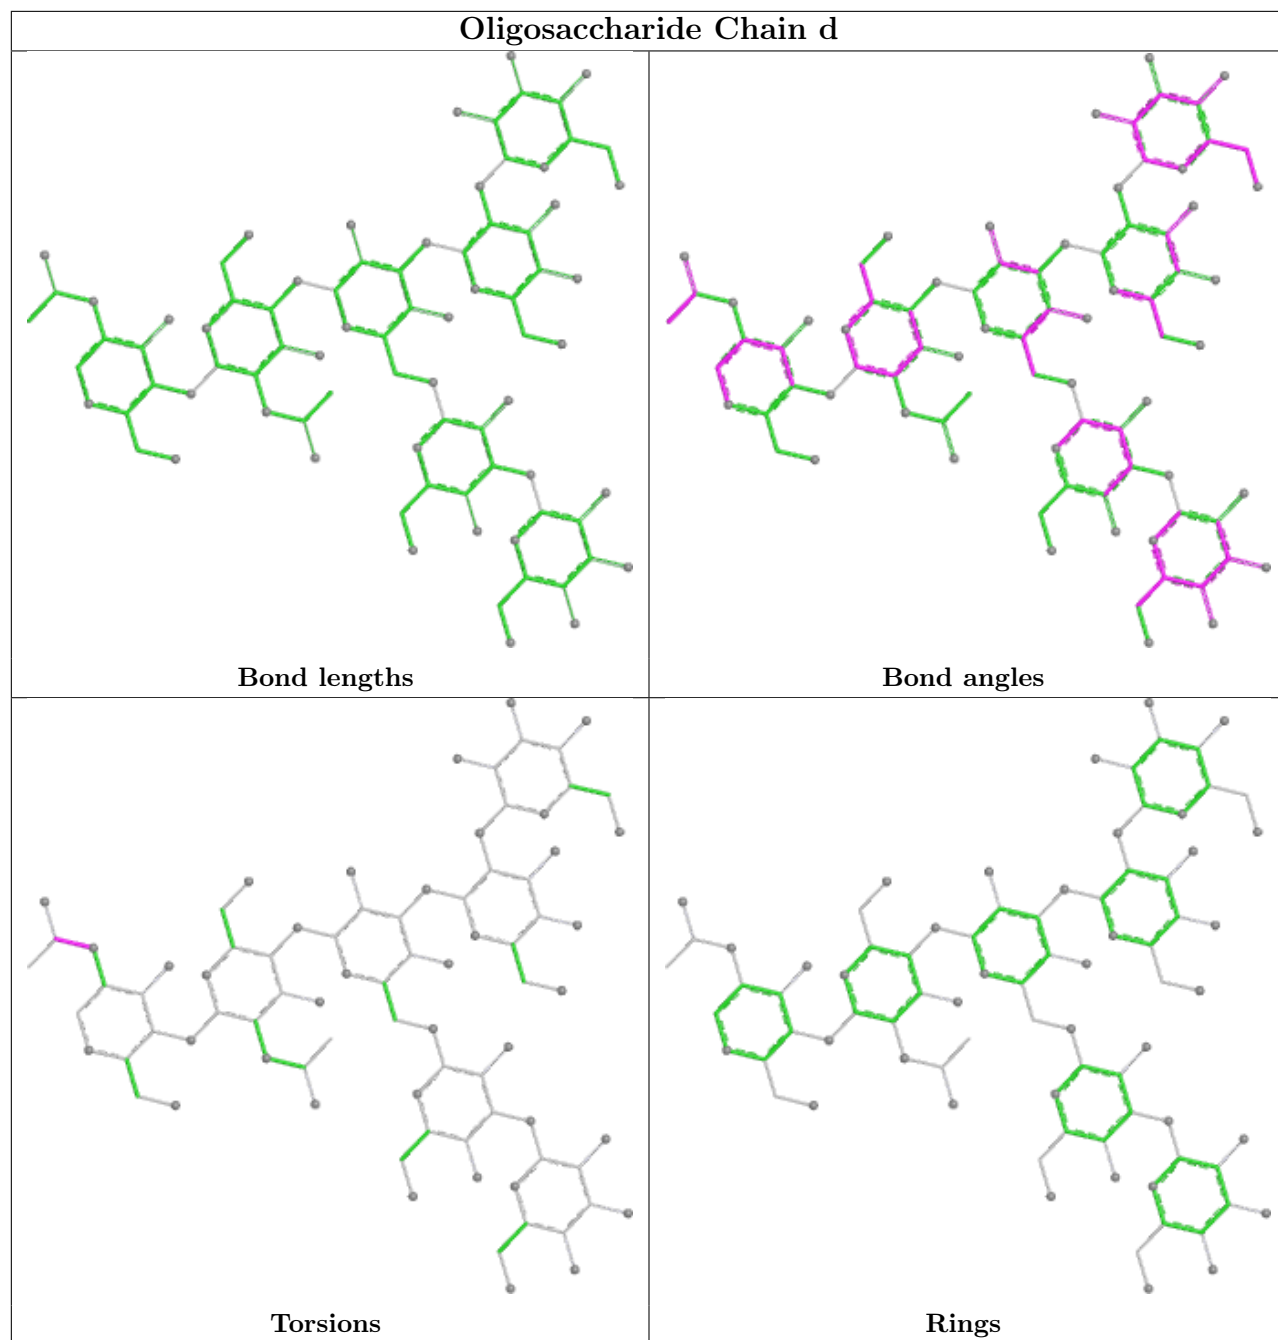 Oligosaccharide Chain d
Bond lengths
Bond angles
Torsions
Rings